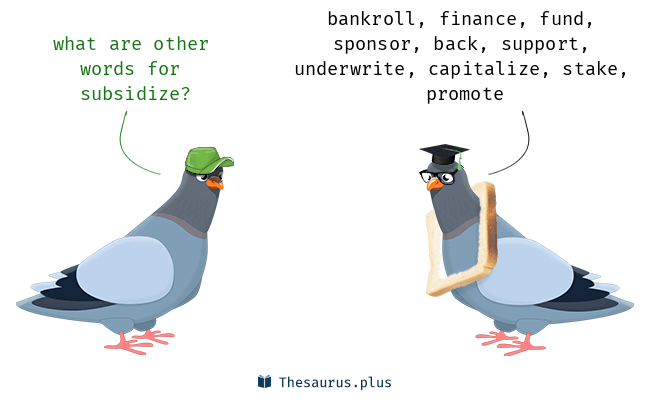 what are other
words for
subsidize?
bankroll, finance, fund,
sponsor, back, support,
underwrite, capitalize, stake,
promote
Thesaurus.plus